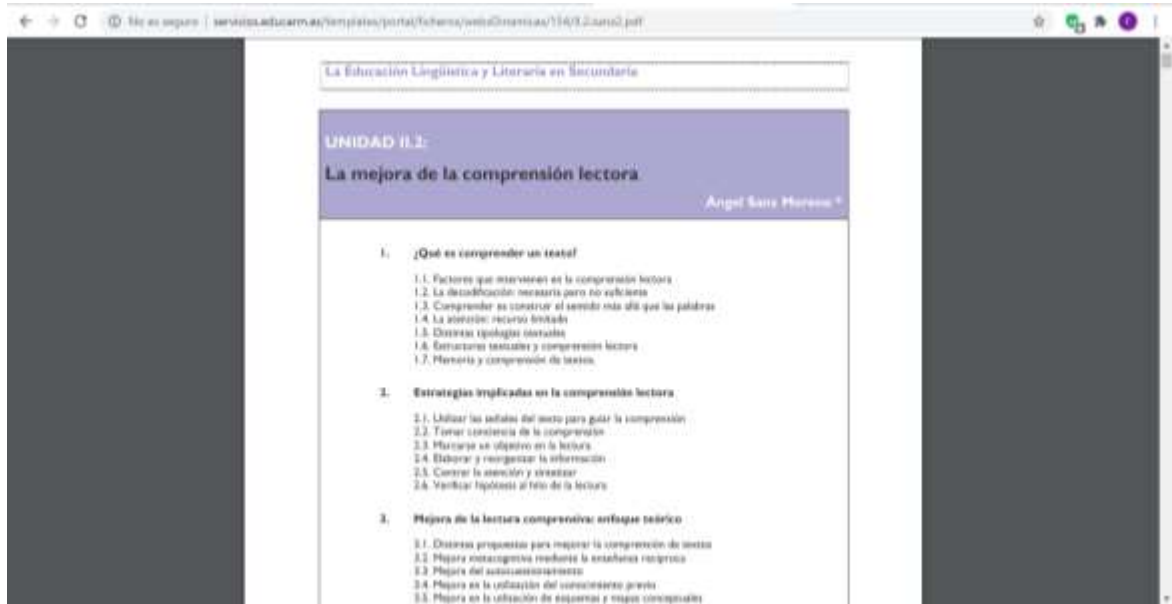 No es seguro | servicios.educarm.es/templates/portal/ficheros/websDinamicas/154/II.2.sanz2.pdf
La Educación Lingüística y Literaria en Secundaria
UNIDAD II.2:
La mejora de la comprensión lectora
Ángel Sanz Moreno *
1. ¿Qué es comprender un texto?
1.1. Factores que intervienen en la comprensión lectora
1.2. La decodificación: necesaria pero no suficiente
1.3. Comprender es construir el sentido más allá que las palabras
1.4. La atención: recurso limitado
1.5. Distintas tipologías textuales
1.6. Estructuras textuales y comprensión lectora
1.7. Memoria y comprensión de textos.
2. Estrategias implicadas en la comprensión lectora
2.1. Utilizar las señales del texto para guiar la comprensión
2.2. Tomar conciencia de la comprensión
2.3. Marcarse un objetivo en la lectura
2.4. Elaborar y reorganizar la información
2.5. Centrar la atención y sintetizar
2.6. Verificar hipótesis al hilo de la lectura
3. Mejora de la lectura comprensiva: enfoque teórico
3.1. Distintas propuestas para mejorar la comprensión de textos
3.2. Mejora metacognitiva mediante la enseñanza recíproca
3.3. Mejora del autocuestionamiento
3.4. Mejora en la utilización del conocimiento previo
3.5. Mejora en la utilización de esquemas y mapas conceptuales